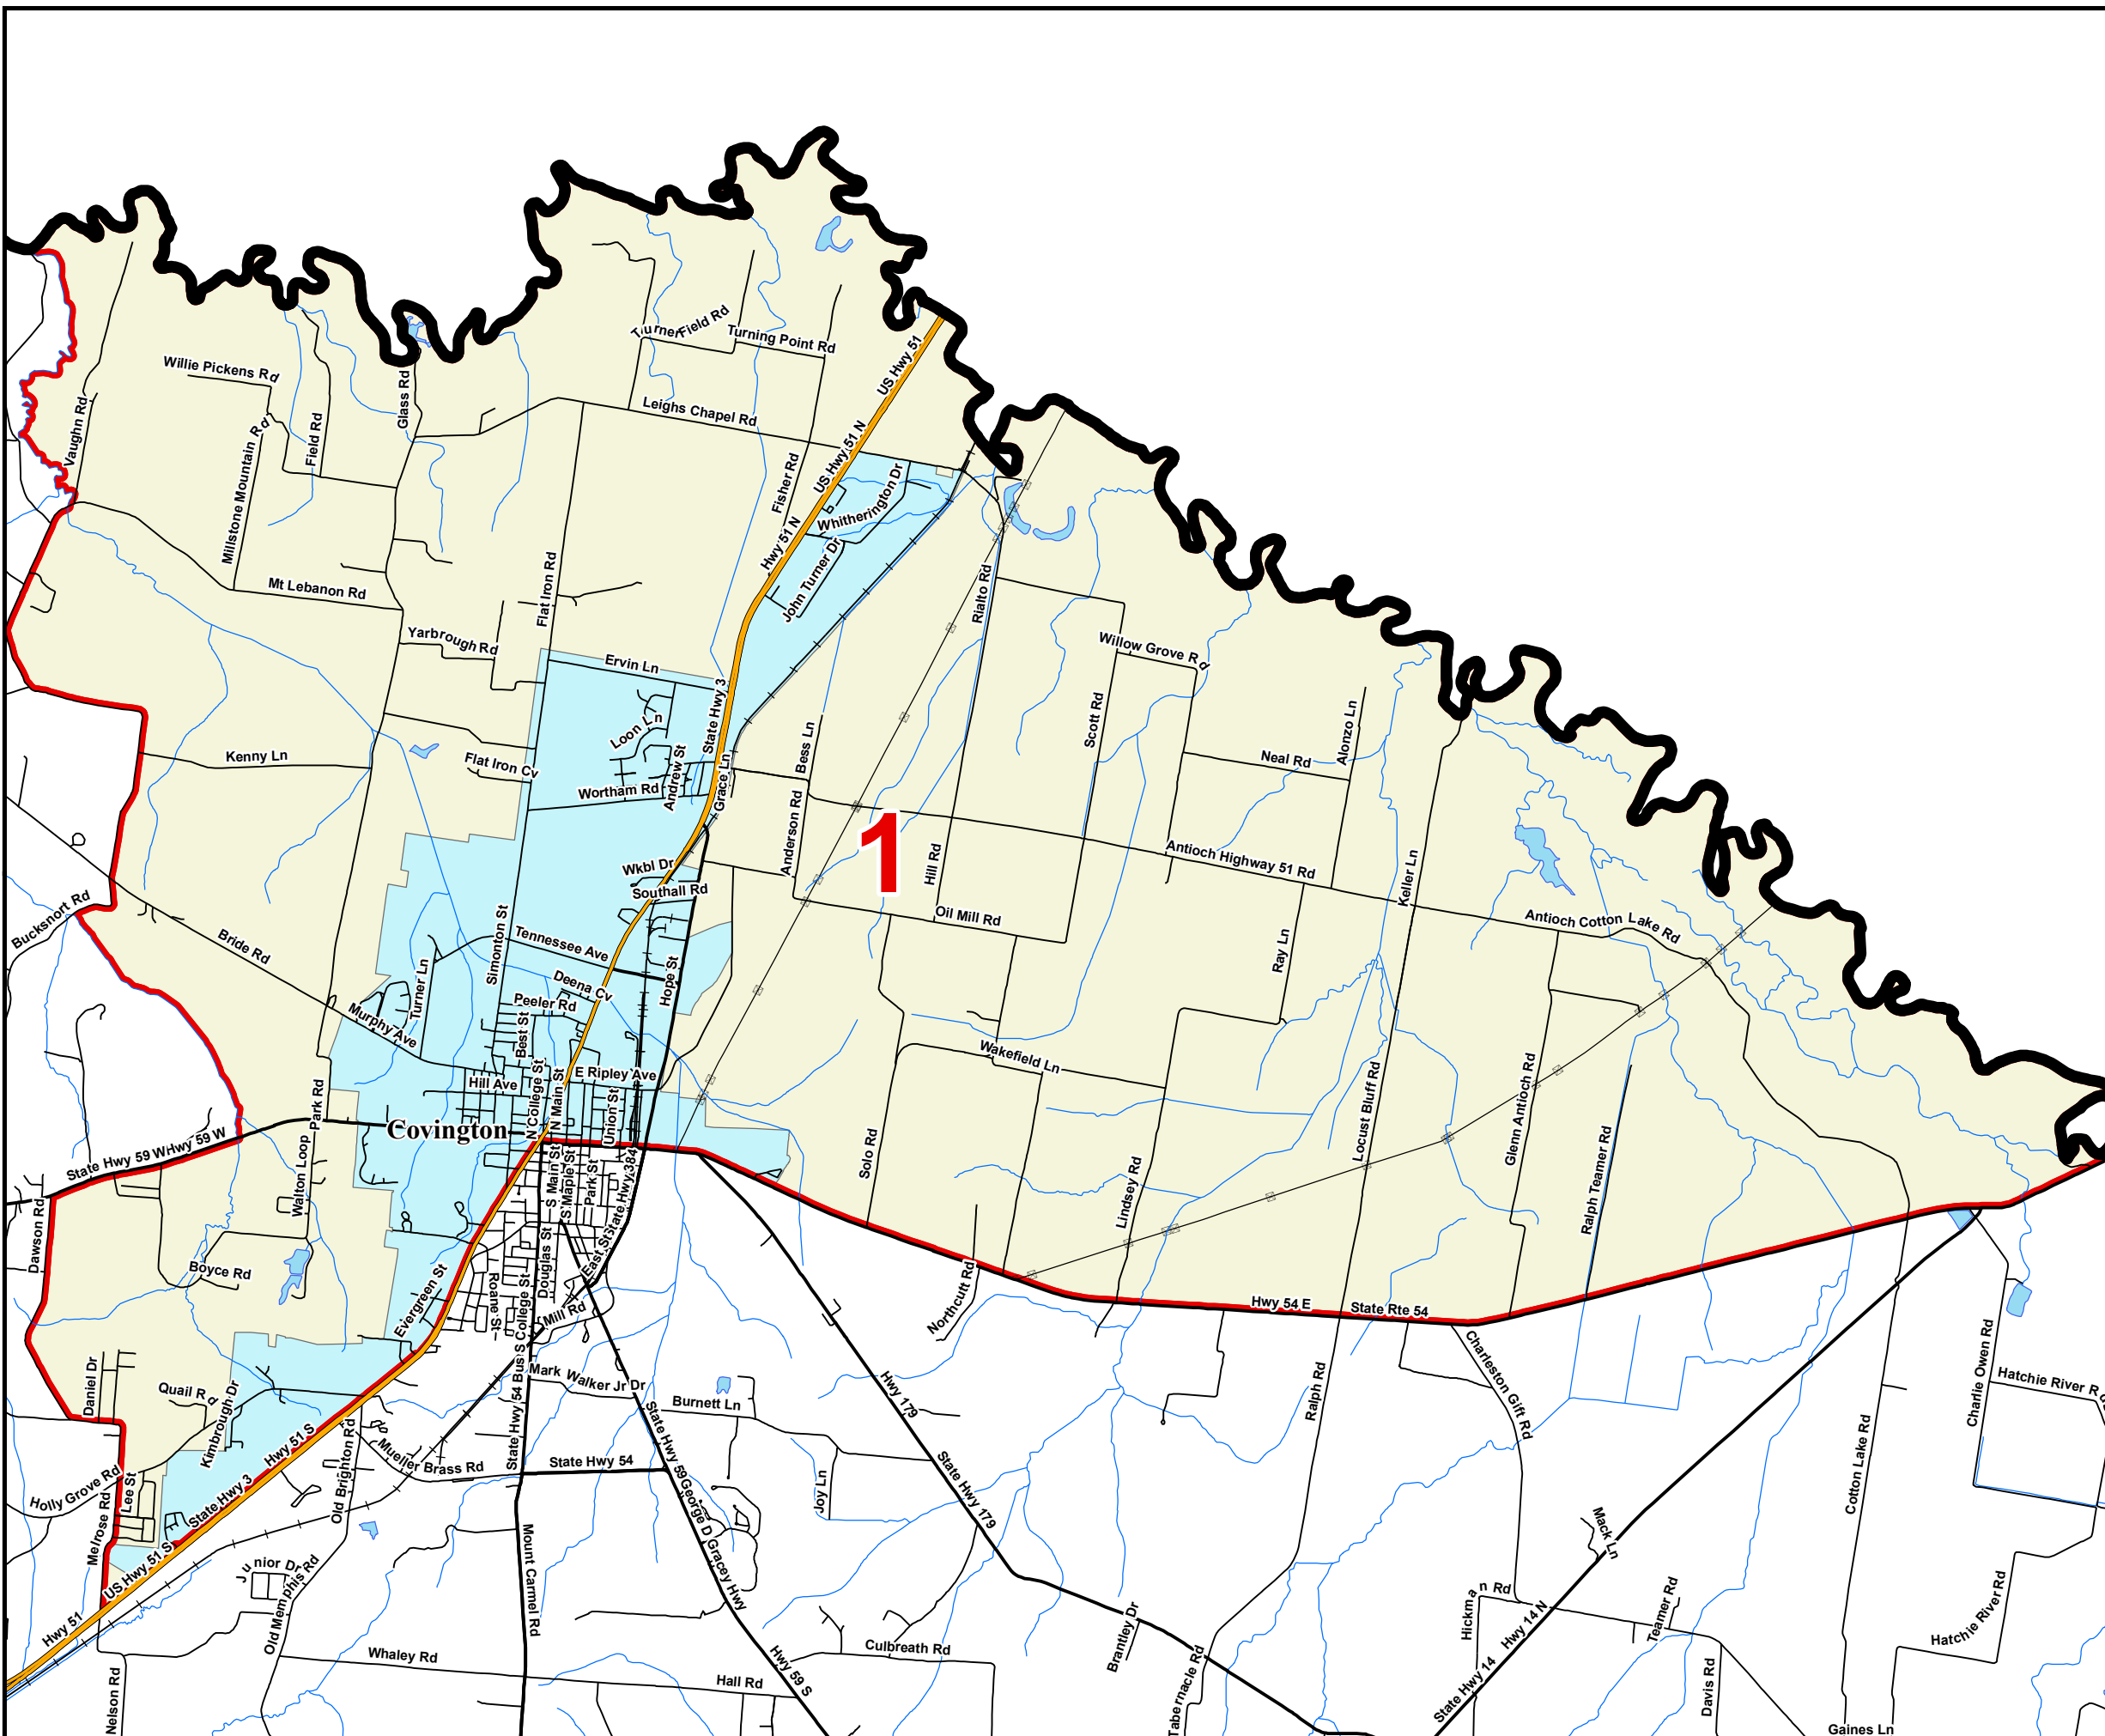 Turner Field Rd
Turning Point Rd
US Hwy 51
Willie Pickens Rd
Glass Rd
Leighs Chapel Rd
Vaughn Rd
Field Rd
Millstone Mountain Rd
US Hwy 51 N
Fisher Rd
Whitherington Dr
Hwy 51 N
John Turner Dr
Mt Lebanon Rd
Flat Iron Rd
Rialto Rd
Yarbrough Rd
Ervin Ln
Willow Grove Rd
State Hwy 3
Loon Ln
Scott Rd
Alonzo Ln
Bess Ln
Kenny Ln
Flat Iron Cv
Andrew St
Grace Ln
Neal Rd
Wortham Rd
Anderson Rd
1
Hill Rd
Antioch Highway 51 Rd
Keller Ln
Wkbl Dr
Southall Rd
Oil Mill Rd
Antioch Cotton Lake Rd
Bucksnort Rd
Bride Rd
Simonton St
Tennessee Ave
Ray Ln
Turner Ln
Deena Cv
Hope St
Peeler Rd
Murphy Ave
Best St
Wakefield Ln
Hill Ave
E Ripley Ave
N College St
N Main St
Union St
Park Rd
Covington
Locust Bluff Rd
Glenn Antioch Rd
State Hwy 59 W
Hwy 59 W
Walton Loop
Solo Rd
Lindsey Rd
Ralph Teamer Rd
Dawson Rd
S Main St
S Maple St
Park St
State Hwy 384
East St
Boyce Rd
Douglas St
Evergreen St
Roane St
Mill Rd
Northcutt Rd
Hwy 54 E
State Rte 54
Charleston Gift Rd
Charlie Owen Rd
Hatchie River Rd
Daniel Dr
Quail Rd
Kimbrough Dr
S College St
State Hwy 54 Bus
Mark Walker Jr Dr
Burnett Ln
Hwy 179
Ralph Rd
Cotton Lake Rd
Hwy 51 S
State Hwy 3
Old Brighton Rd
Mueller Brass Rd
State Hwy 54
State Hwy 59
George D Gracey Hwy
Joy Ln
State Hwy 179
Holly Grove Rd
Lee St
Melrose Rd
US Hwy 51 S
Junior Dr
Old Memphis Rd
Mount Carmel Rd
Mack Ln
Hickman Rd
Teamer Rd
Hatchie River Rd
Hwy 51
Whaley Rd
Hall Rd
Hwy 59 S
Culbreath Rd
Brantley Dr
Tabernacle Rd
State Hwy 14
Hwy 14 N
Davis Rd
Nelson Rd
Gaines Ln